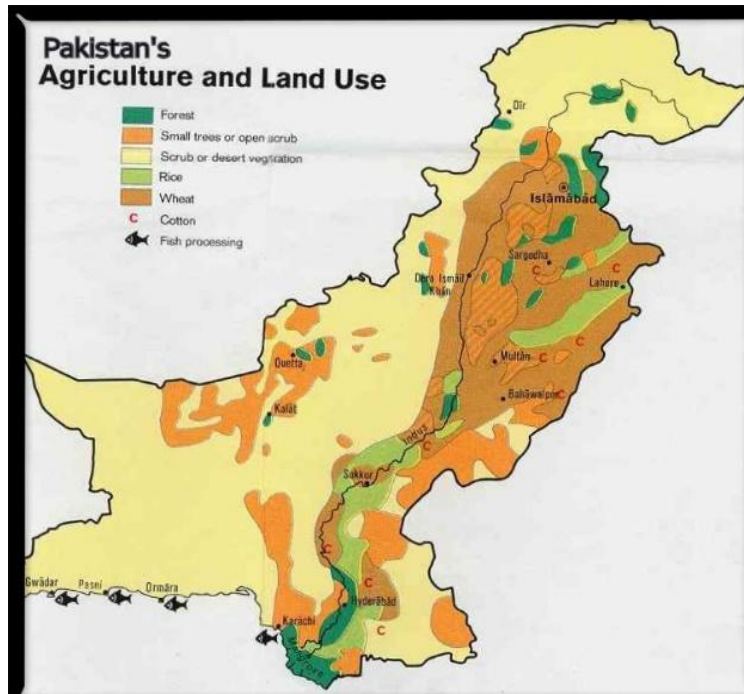 Pakistan's
Agriculture and Land Use
Forest
Small trees or open scrub
Scrub or desert vegetation
Rice
Wheat
C Cotton
Fish processing
Dir
Islāmābād
Sargodha
C
C
Dera Ismāīl
Khān
Lahore
C
Multān
C
Quetta
Bahāwalpur
C
Kalāt
Indus
C
Sukkur
C
Gwādar
Pasni
Ormāra
C
Hyderābād
Karāchi
C
Mangrove